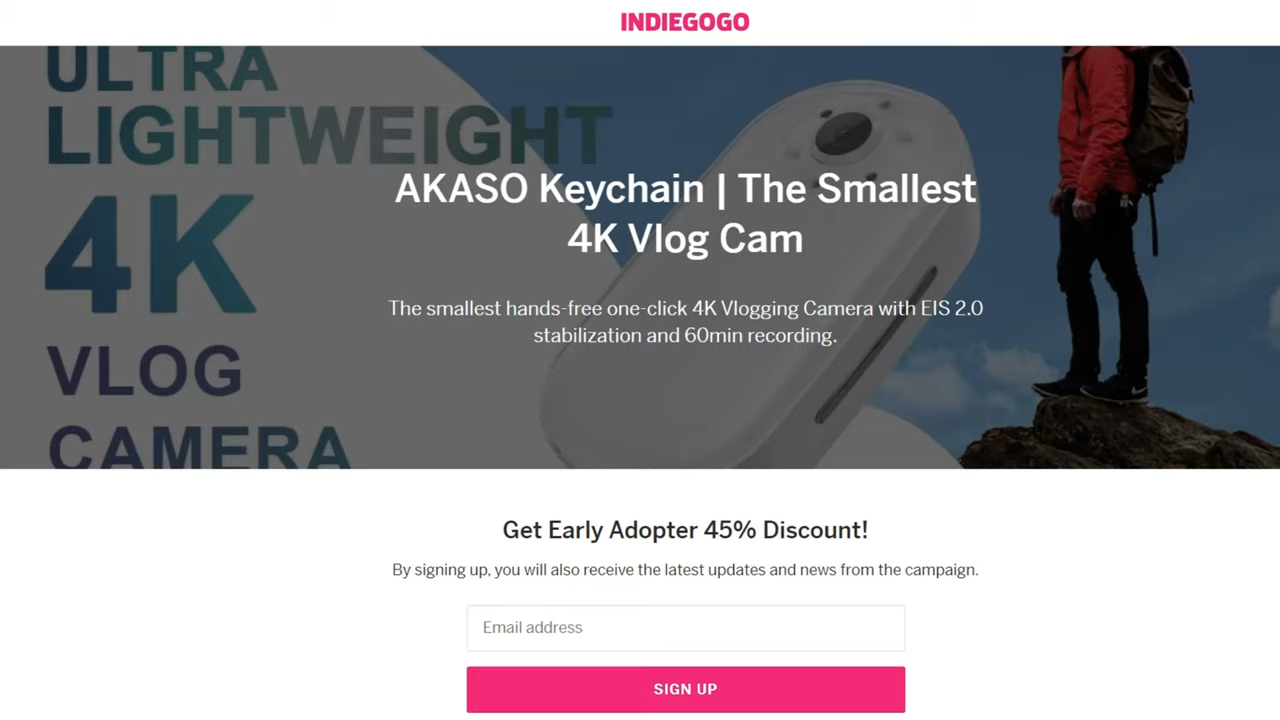 INDIEGOGO
ULTRA
LIGHTWEIGHT
4K
VLOG
CAMERA
AKASO Keychain | The Smallest
4K Vlog Cam
The smallest hands-free one-click 4K Vlogging Camera with EIS 2.0
stabilization and 60min recording.
Get Early Adopter 45% Discount!
By signing up, you will also receive the latest updates and news from the campaign.
Email address
SIGN UP